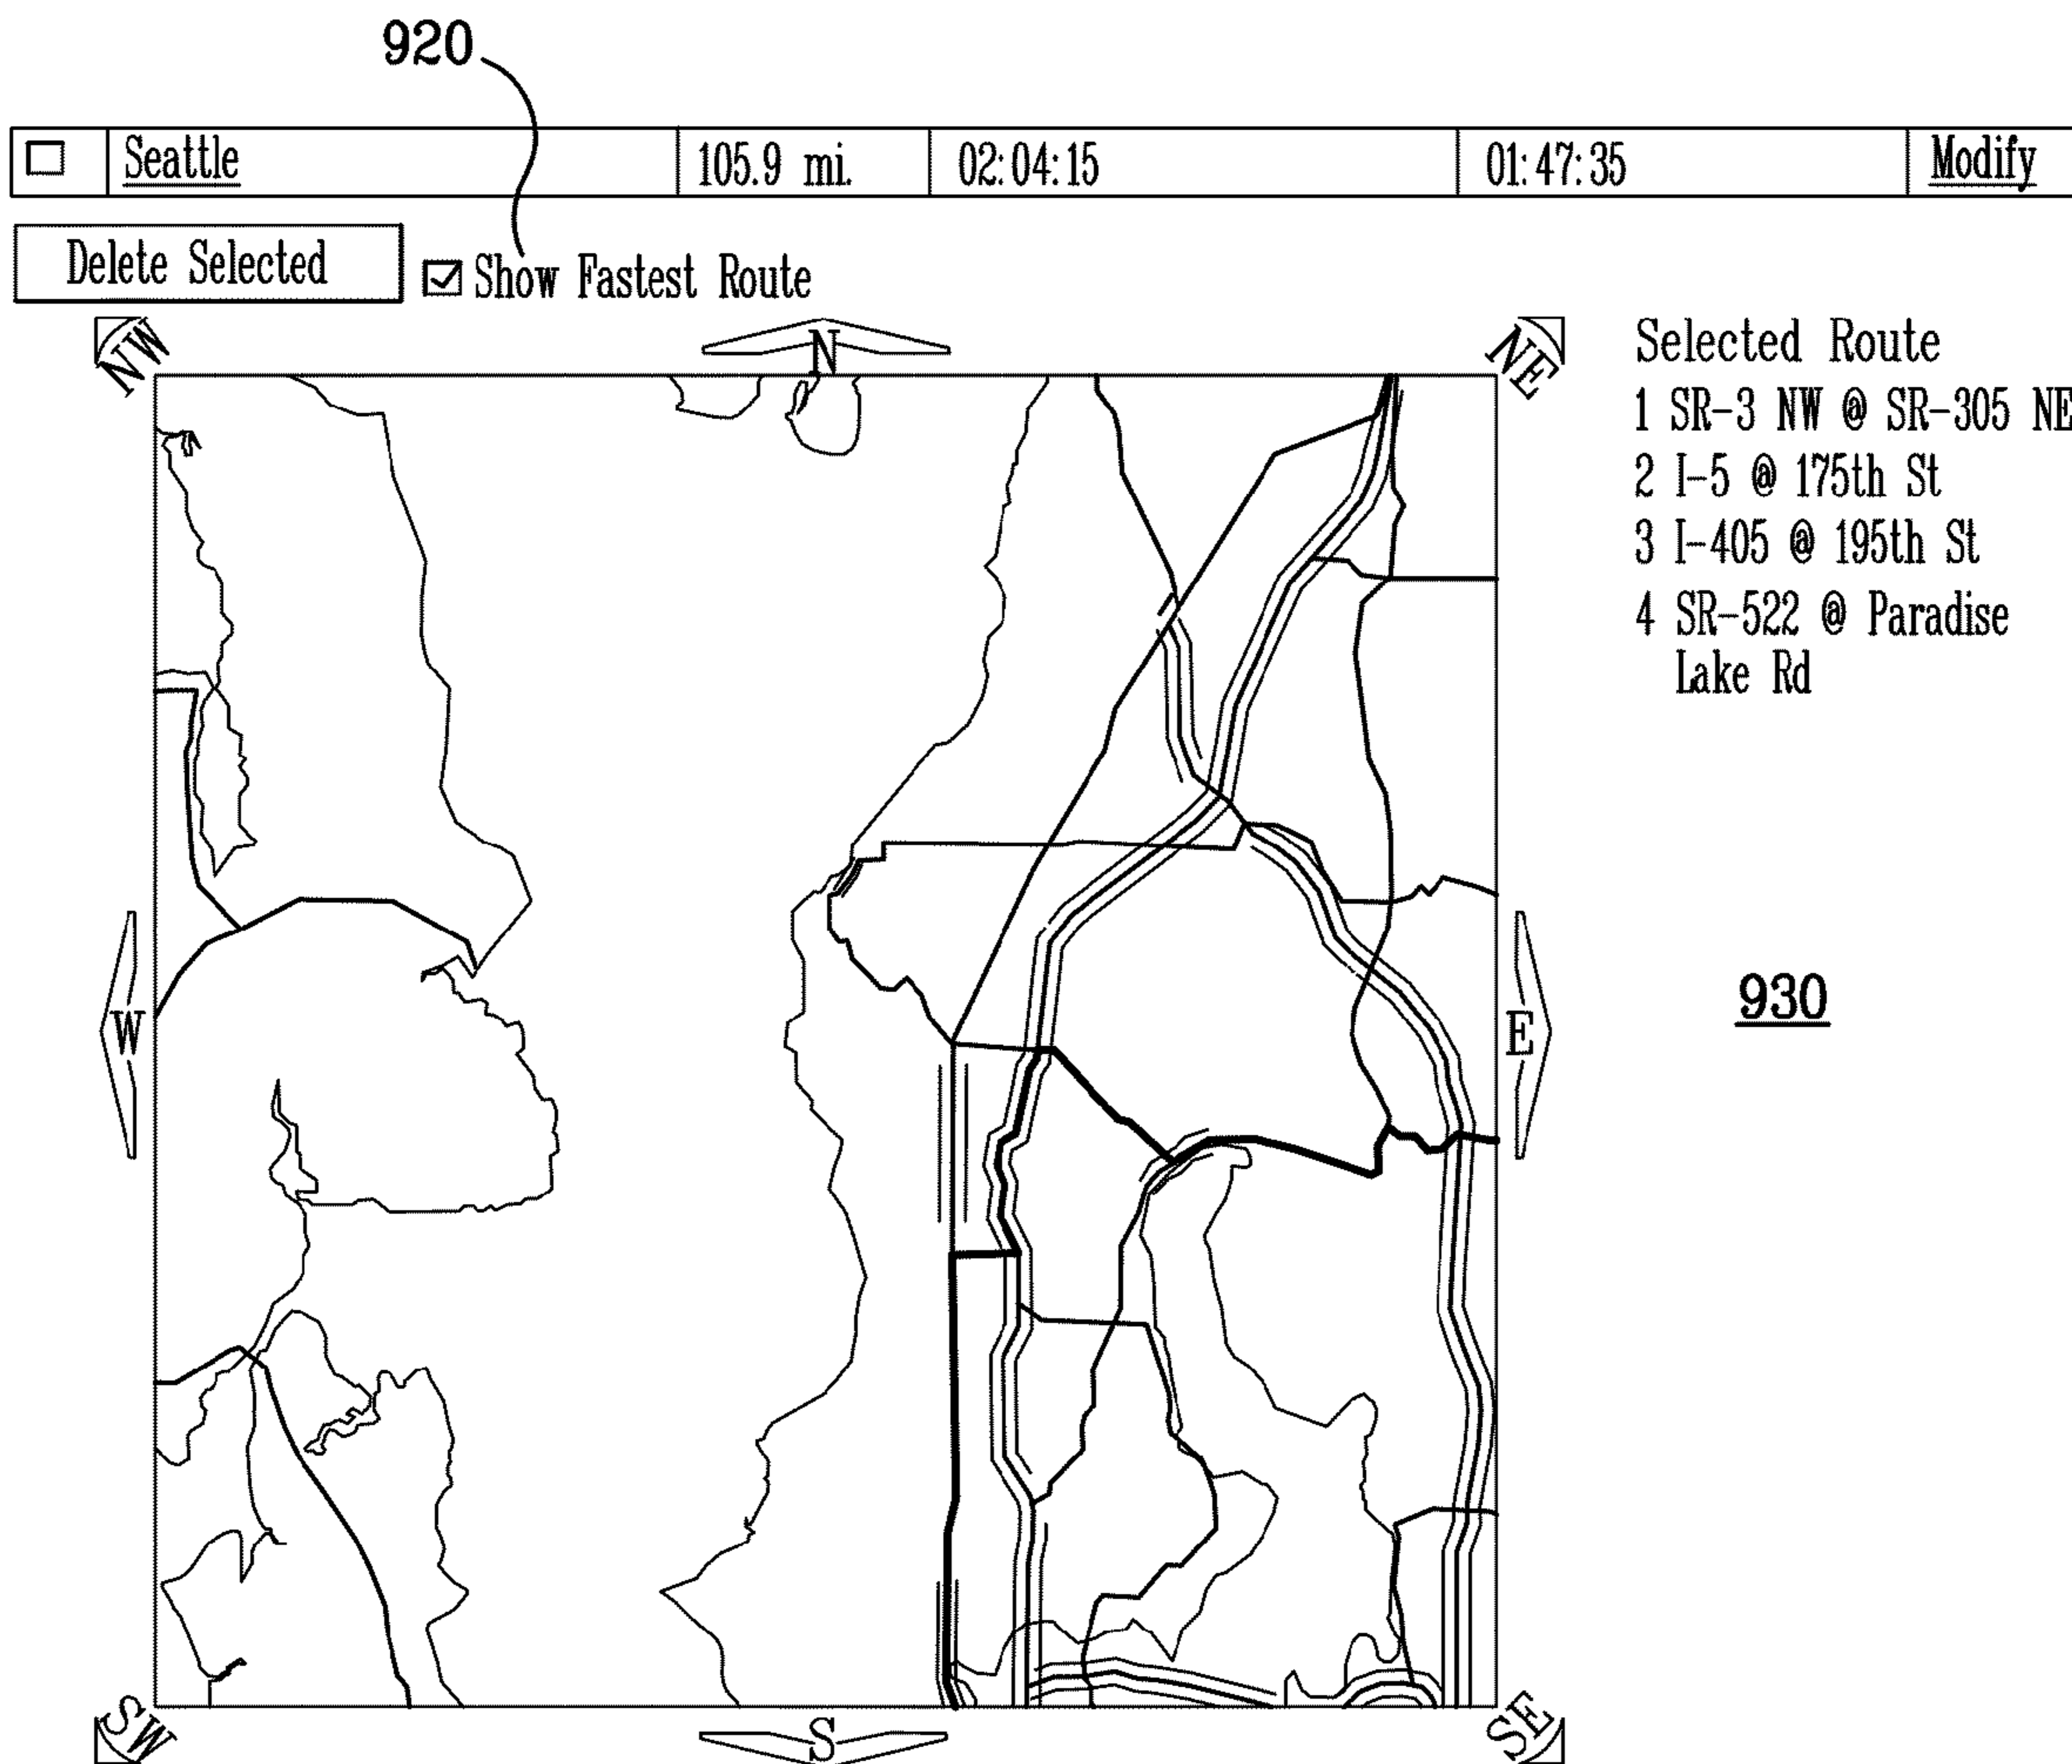 920
Seattle 105.9 mi. 02:04:15 01:47:35 Modify
Delete Selected Show Fastest Route
NW N NE
Selected Route
1 SR-3 NW @ SR-305 NE
2 I-5 @ 175th St
3 I-405 @ 195th St
4 SR-522 @ Paradise
Lake Rd
W E
930
SW S SE